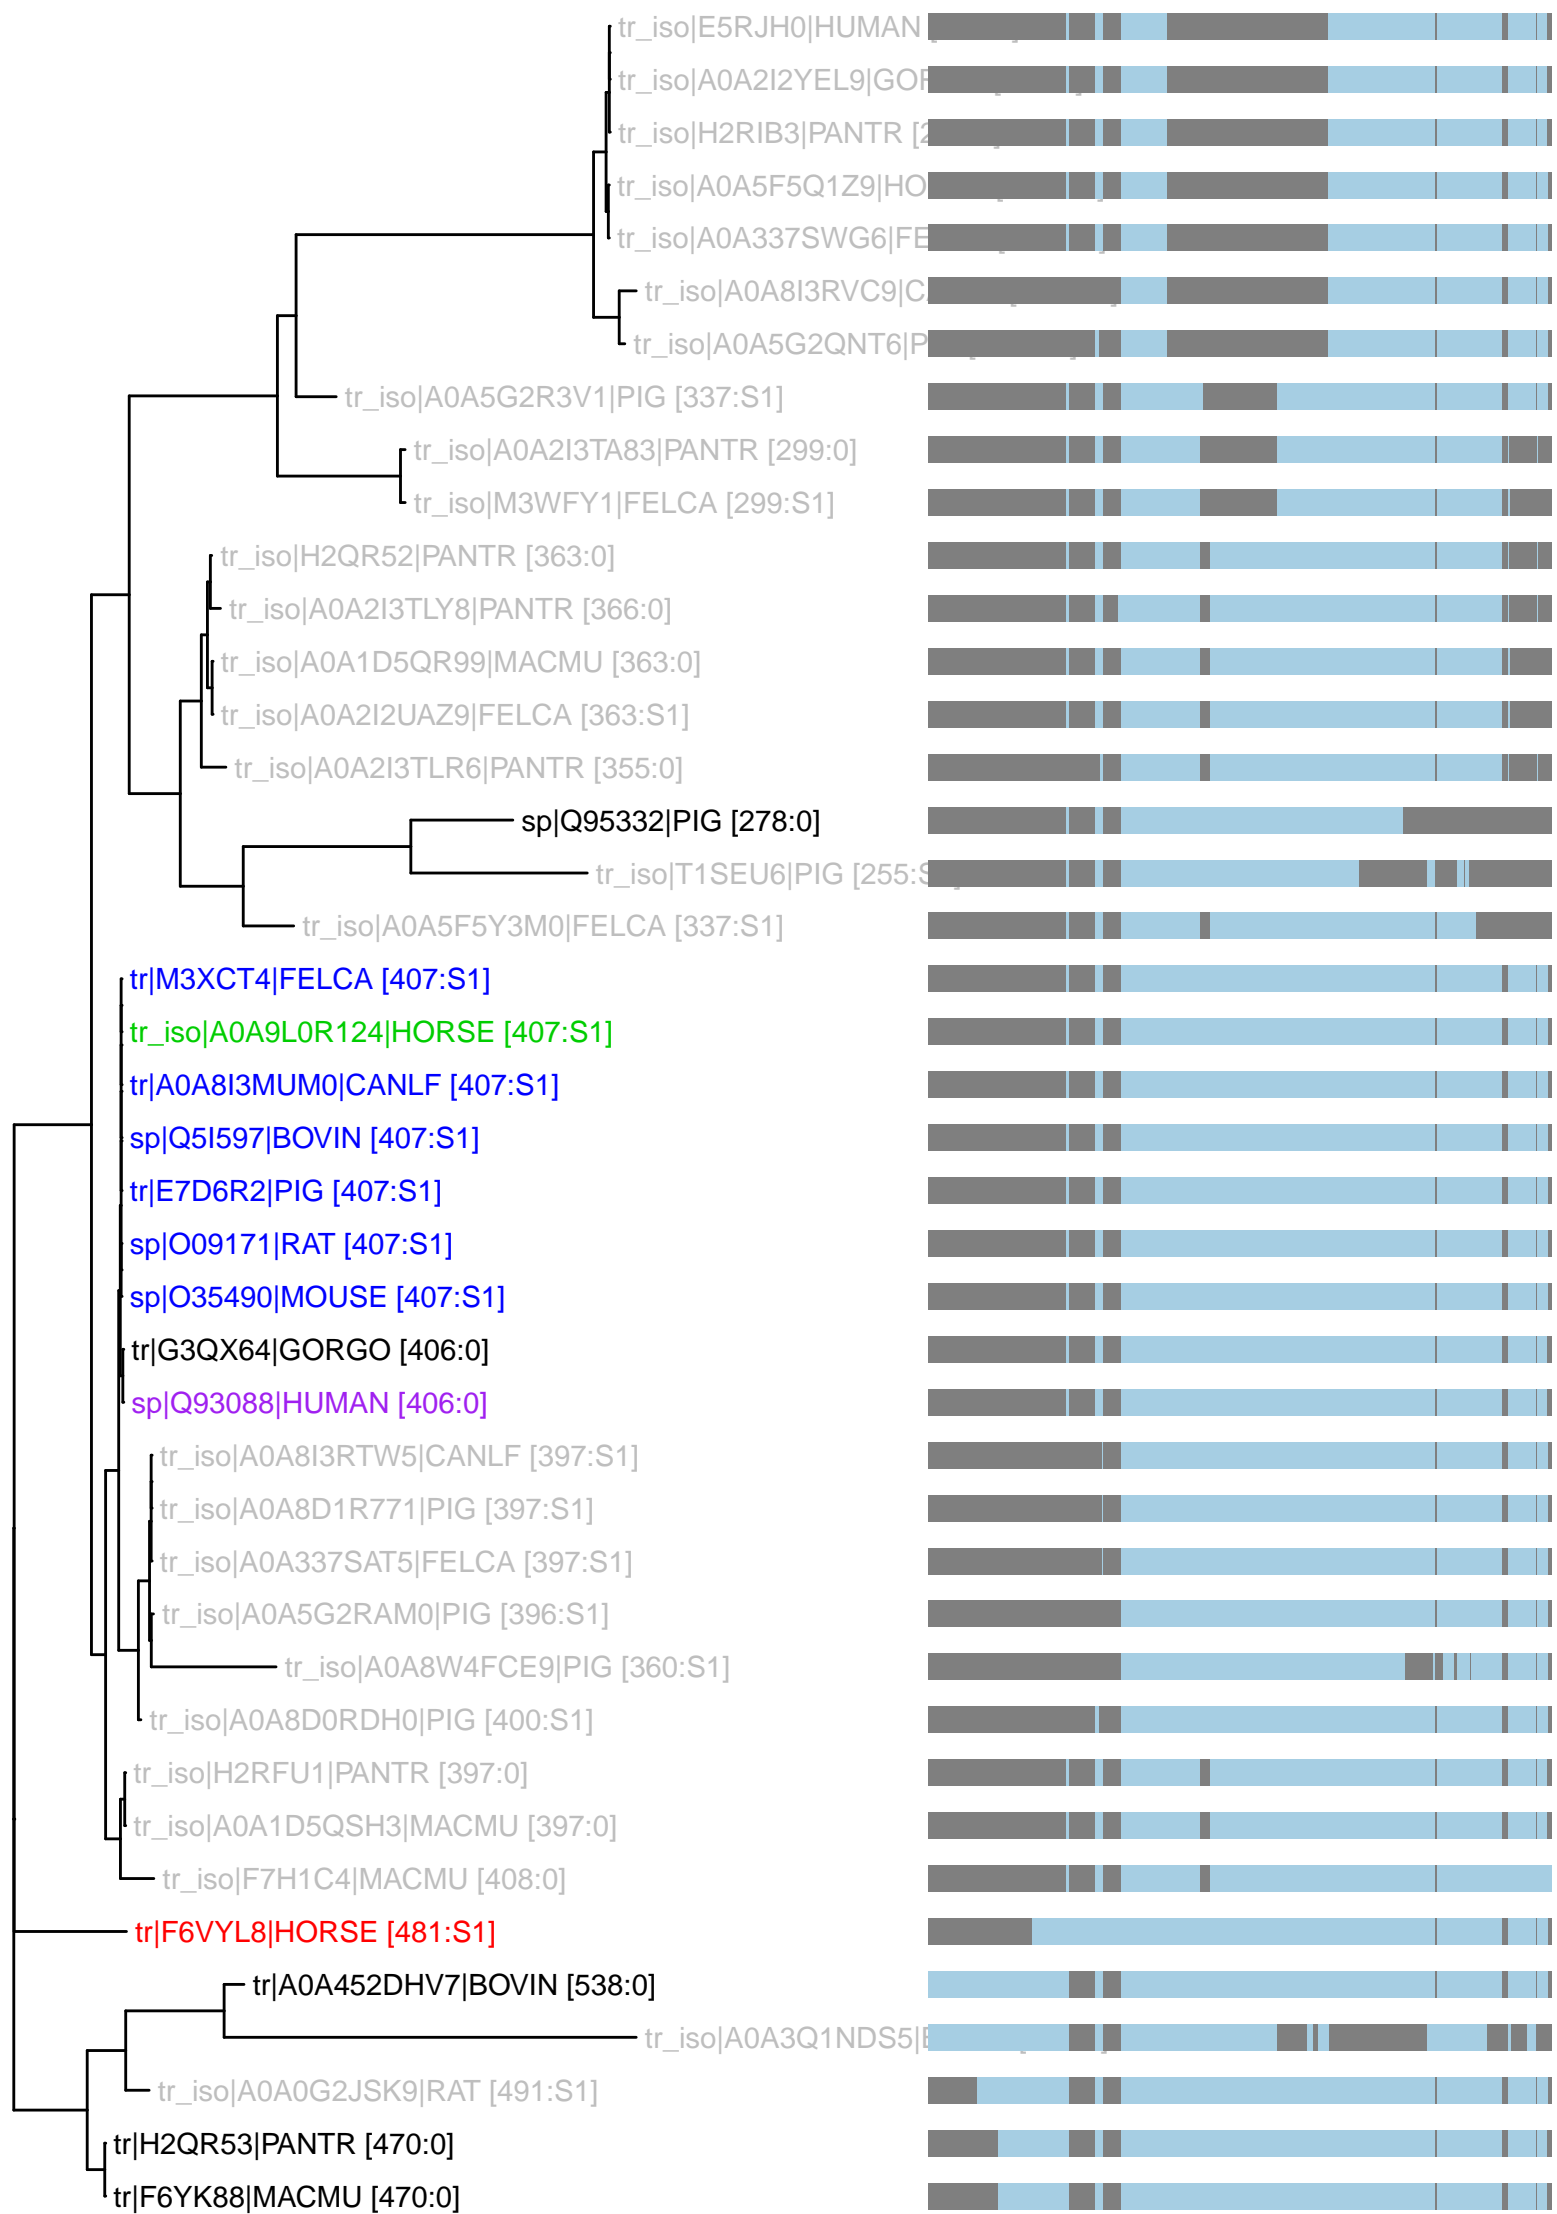 tr_iso|E5RJH0|HUMAN [
tr_iso|A0A2I2YEL9|GOR
tr_iso|H2RIB3|PANTR [2
tr_iso|A0A5F5Q1Z9|HO
tr_iso|A0A337SWG6|FE
tr_iso|A0A8I3RVC9|C
tr_iso|A0A5G2QNT6|P
tr_iso|A0A5G2R3V1|PIG [337:S1]
tr_iso|A0A2I3TA83|PANTR [299:0]
tr_iso|M3WFY1|FELCA [299:S1]
tr_iso|H2QR52|PANTR [363:0]
tr_iso|A0A2I3TLY8|PANTR [366:0]
tr_iso|A0A1D5QR99|MACMU [363:0]
tr_iso|A0A2I2UAZ9|FELCA [363:S1]
tr_iso|A0A2I3TLR6|PANTR [355:0]
sp|Q95332|PIG [278:0]
tr_iso|T1SEU6|PIG [255:S
tr_iso|A0A5F5Y3M0|FELCA [337:S1]
tr|M3XCT4|FELCA [407:S1]
tr_iso|A0A9L0R124|HORSE [407:S1]
tr|A0A8I3MUM0|CANLF [407:S1]
sp|Q5I597|BOVIN [407:S1]
tr|E7D6R2|PIG [407:S1]
sp|O09171|RAT [407:S1]
sp|O35490|MOUSE [407:S1]
tr|G3QX64|GORGO [406:0]
sp|Q93088|HUMAN [406:0]
tr_iso|A0A8I3RTW5|CANLF [397:S1]
tr_iso|A0A8D1R771|PIG [397:S1]
tr_iso|A0A337SAT5|FELCA [397:S1]
tr_iso|A0A5G2RAM0|PIG [396:S1]
tr_iso|A0A8W4FCE9|PIG [360:S1]
tr_iso|A0A8D0RDH0|PIG [400:S1]
tr_iso|H2RFU1|PANTR [397:0]
tr_iso|A0A1D5QSH3|MACMU [397:0]
tr_iso|F7H1C4|MACMU [408:0]
tr|F6VYL8|HORSE [481:S1]
tr|A0A452DHV7|BOVIN [538:0]
tr_iso|A0A3Q1NDS5|
tr_iso|A0A0G2JSK9|RAT [491:S1]
tr|H2QR53|PANTR [470:0]
tr|F6YK88|MACMU [470:0]